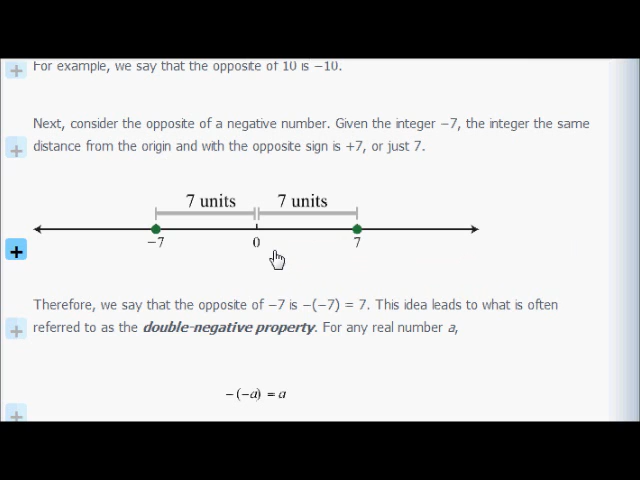 For example, we say that the opposite of 10 is −10.
Next, consider the opposite of a negative number. Given the integer −7, the integer the same
distance from the origin and with the opposite sign is +7, or just 7.
7 units 7 units
−7 0 7
Therefore, we say that the opposite of −7 is −(−7) = 7. This idea leads to what is often
referred to as the double-negative property. For any real number a,
−(−a) = a